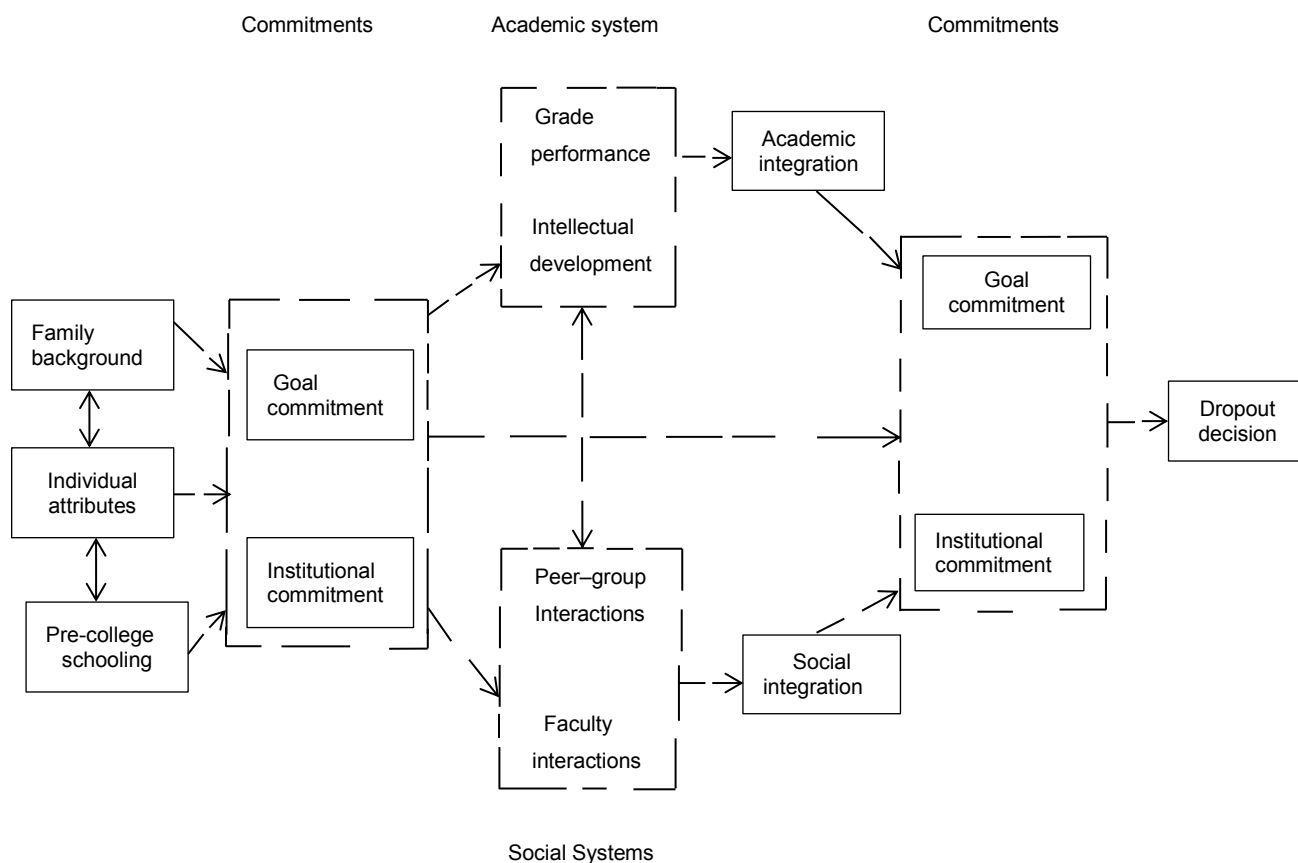 Commitments
Academic system
Commitments
Grade
performance
Intellectual
development
Academic
integration
Goal
commitment
Family
background
Goal
commitment
Dropout
decision
Individual
attributes
Institutional
commitment
Institutional
commitment
Peer–group
Interactions
Pre-college
schooling
Social
integration
Faculty
interactions
Social Systems